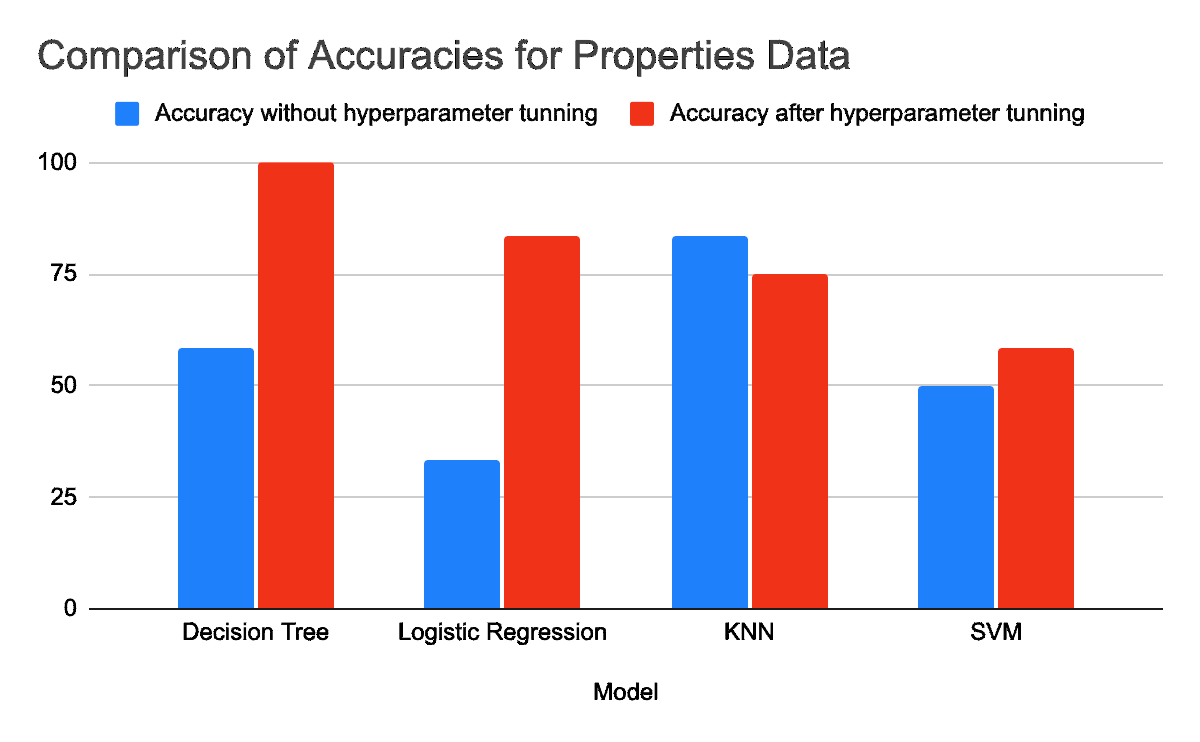 Comparison of Accuracies for Properties Data
Accuracy without hyperparameter tunning Accuracy after hyperparameter tunning
100
75
50
25
0
Decision Tree Logistic Regression KNN SVM
Model